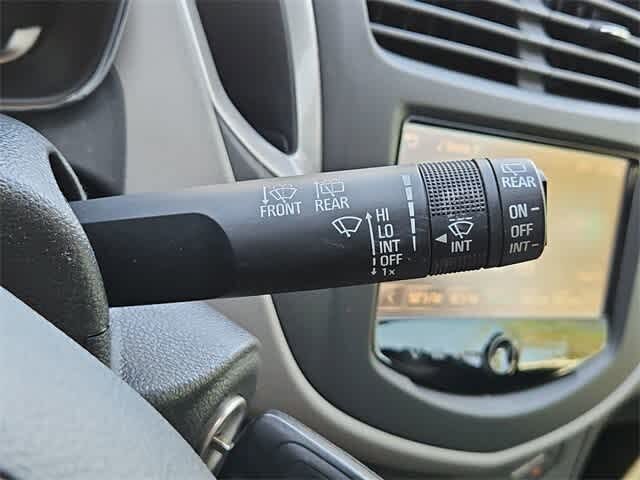 FRONT
REAR
HI
LO
INT
OFF
1x
INT
REAR
ON
OFF
INT